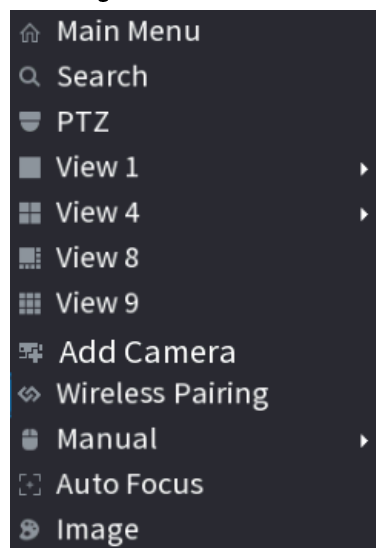 Main Menu
Search
PTZ
View 1
View 4
View 8
View 9
Add Camera
Wireless Pairing
Manual
Auto Focus
Image